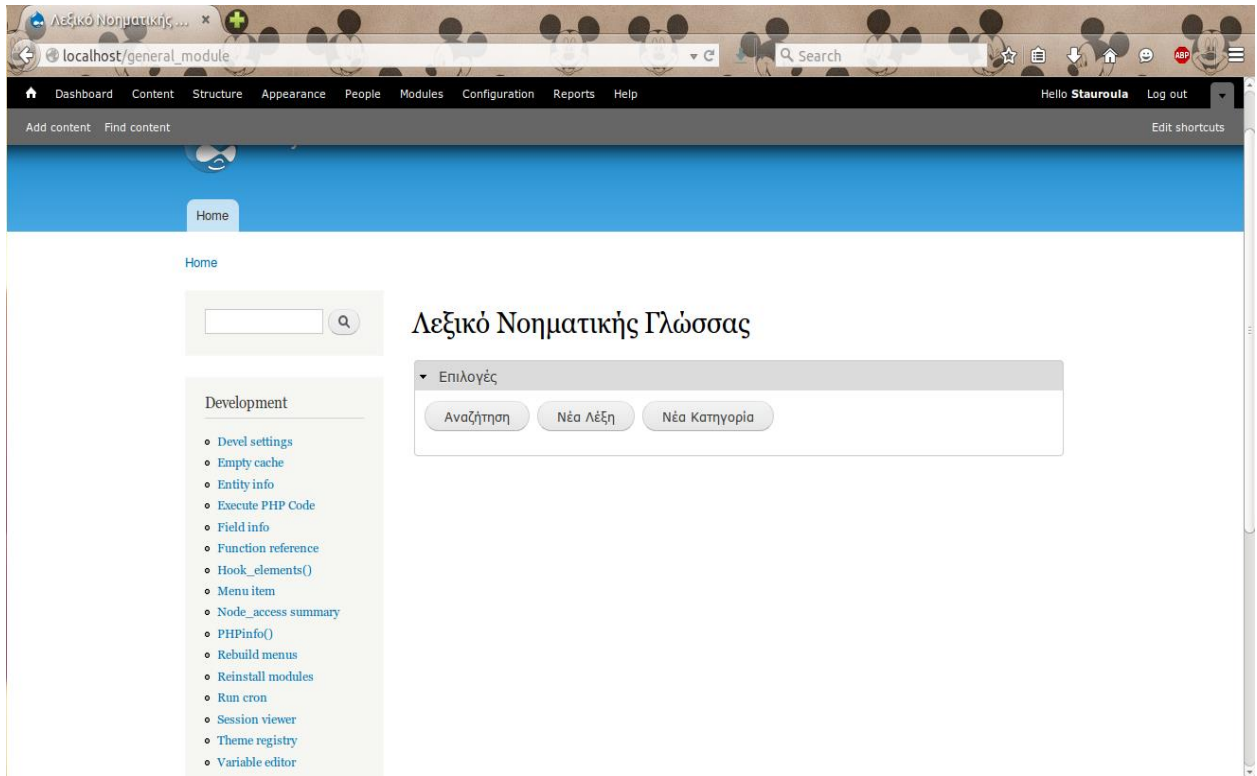 Λεξικό Νοηματικής ...
localhost/general_module
Search
ABP
Dashboard Content Structure Appearance People Modules Configuration Reports Help
Hello Stauroula Log out
Add content Find content
Edit shortcuts
Home
Home
Λεξικό Νοηματικής Γλώσσας
Επιλογές
Αναζήτηση Νέα Λέξη Νέα Κατηγορία
Development
Devel settings
Empty cache
Entity info
Execute PHP Code
Field info
Function reference
Hook_elements()
Menu item
Node_access summary
PHPinfo()
Rebuild menus
Reinstall modules
Run cron
Session viewer
Theme registry
Variable editor